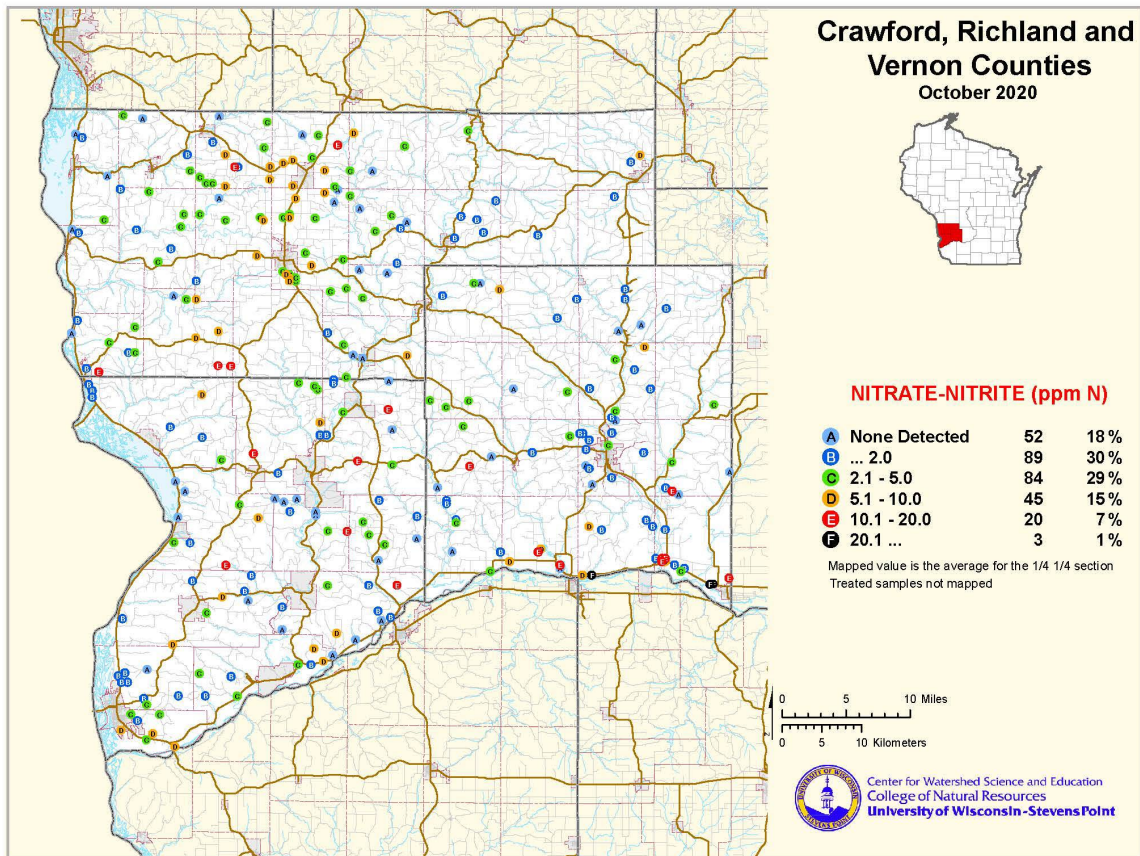 Crawford, Richland and
Vernon Counties
October 2020
NITRATE-NITRITE (ppm N)
A None Detected 52 18%
B ... 2.0 89 30%
C 2.1 - 5.0 84 29%
D 5.1 - 10.0 45 15%
E 10.1 - 20.0 20 7%
F 20.1 ... 3 1%
Mapped value is the average for the 1/4 1/4 section
Treated samples not mapped
0 5 10 Miles
0 5 10 Kilometers
UNIVERSITY OF WISCONSIN
STEVENS POINT
Center for Watershed Science and Education
College of Natural Resources
University of Wisconsin-StevensPoint